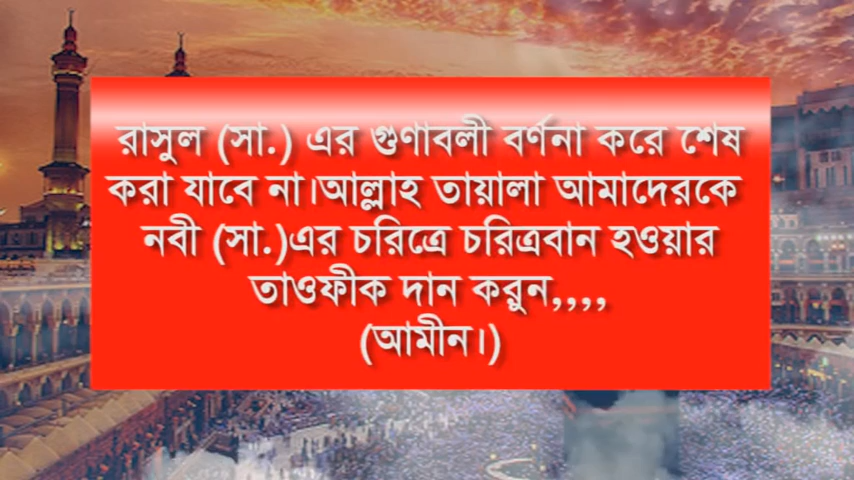 রাসুল (সা.) এর গুণাবলী বর্ণনা করে শেষ
করা যাবে না।আল্লাহ তায়ালা আমাদেরকে
নবী (সা.)এর চরিত্রে চরিত্রবান হওয়ার
তাওফীক দান করুন,,,,
(আমীন।)